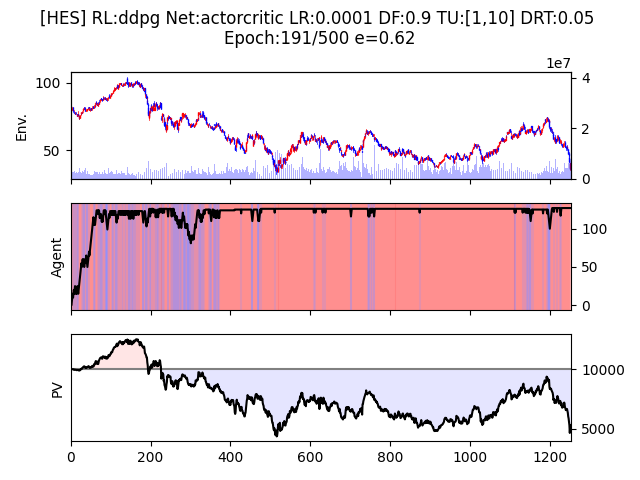 [HES] RL:ddpg Net:actorcritic LR:0.0001 DF:0.9 TU:[1,10] DRT:0.05
Epoch:191/500 e=0.62
1e7
100
50
Env.
4
2
0
Agent
100
50
0
PV
10000
5000
0 200 400 600 800 1000 1200